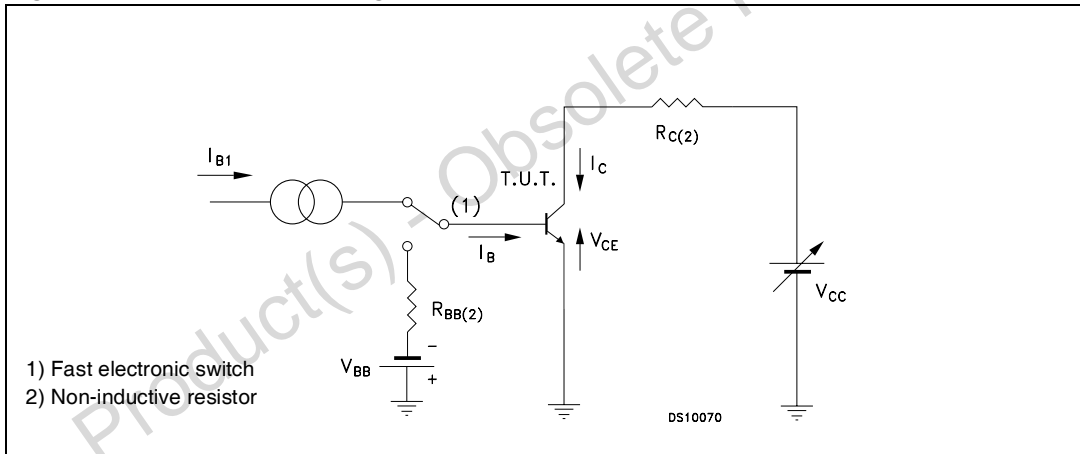 Product(s) - Obsolete
I_B1
(1)
I_B
T.U.T.
I_C
V_CE
R_C(2)
V_CC
R_BB(2)
V_BB
−
+
1) Fast electronic switch
2) Non-inductive resistor
DS10070